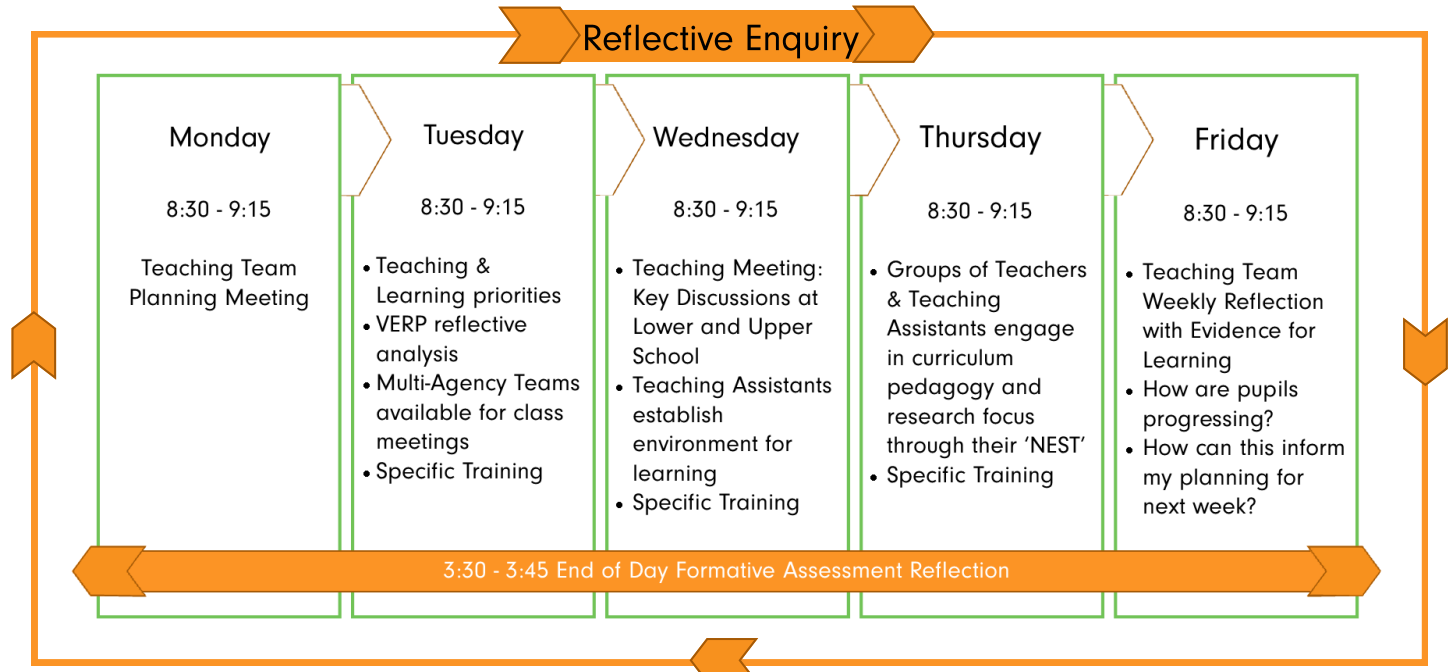 Reflective Enquiry
Monday
8:30 - 9:15
Teaching Team
Planning Meeting
Tuesday
8:30 - 9:15
• Teaching &
Learning priorities
• VERP reflective
analysis
• Multi-Agency Teams
available for class
meetings
• Specific Training
Wednesday
8:30 - 9:15
• Teaching Meeting:
Key Discussions at
Lower and Upper
School
• Teaching Assistants
establish
environment for
learning
• Specific Training
Thursday
8:30 - 9:15
• Groups of Teachers
& Teaching
Assistants engage
in curriculum
pedagogy and
research focus
through their ‘NEST’
• Specific Training
Friday
8:30 - 9:15
• Teaching Team
Weekly Reflection
with Evidence for
Learning
• How are pupils
progressing?
• How can this inform
my planning for
next week?
3:30 - 3:45 End of Day Formative Assessment Reflection